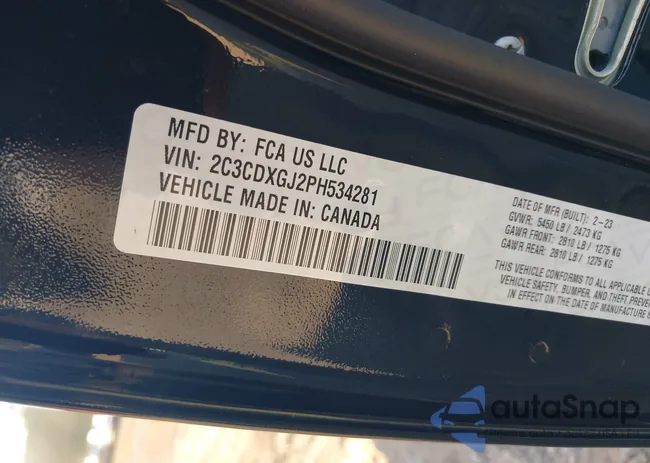 MFD BY: FCA US LLC
VIN: 2C3CDXGJ2PH534281
VEHICLE MADE IN: CANADA
DATE OF MFR (BUILT): 2-23
GVWR: 5450 LB / 2473 KG
GAWR FRONT: 2810 LB / 1275 KG
GAWR REAR: 2810 LB / 1275 KG
THIS VEHICLE CONFORMS TO ALL APPLICABLE
VEHICLE SAFETY, BUMPER, AND THEFT
IN EFFECT ON THE DATE OF MANUFACTURE
autoSnap